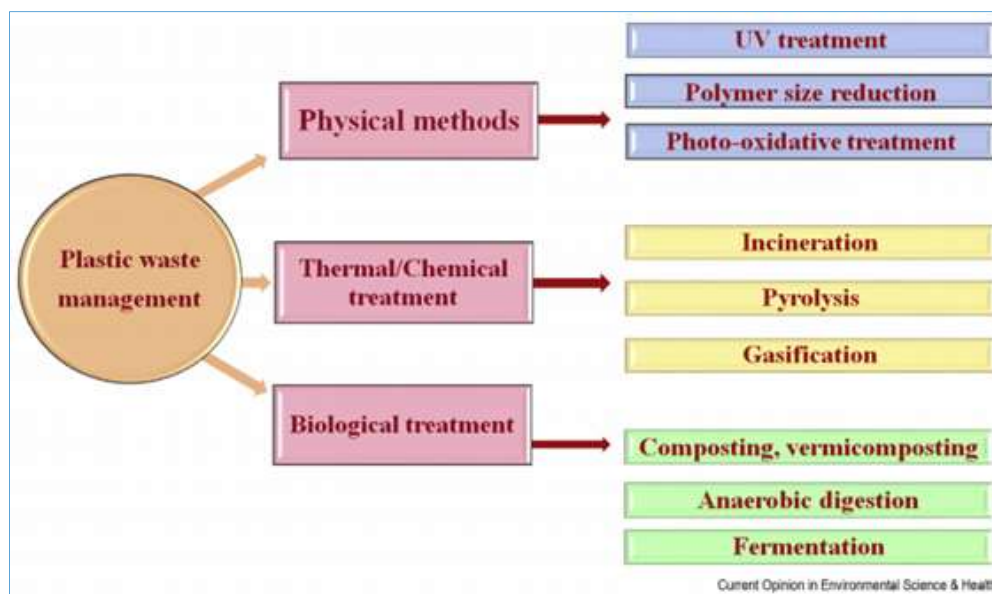 Plastic waste
management
Physical methods
UV treatment
Polymer size reduction
Photo-oxidative treatment
Thermal/Chemical
treatment
Incineration
Pyrolysis
Gasification
Biological treatment
Composting, vermicomposting
Anaerobic digestion
Fermentation
Current Opinion in Environmental Science & Health